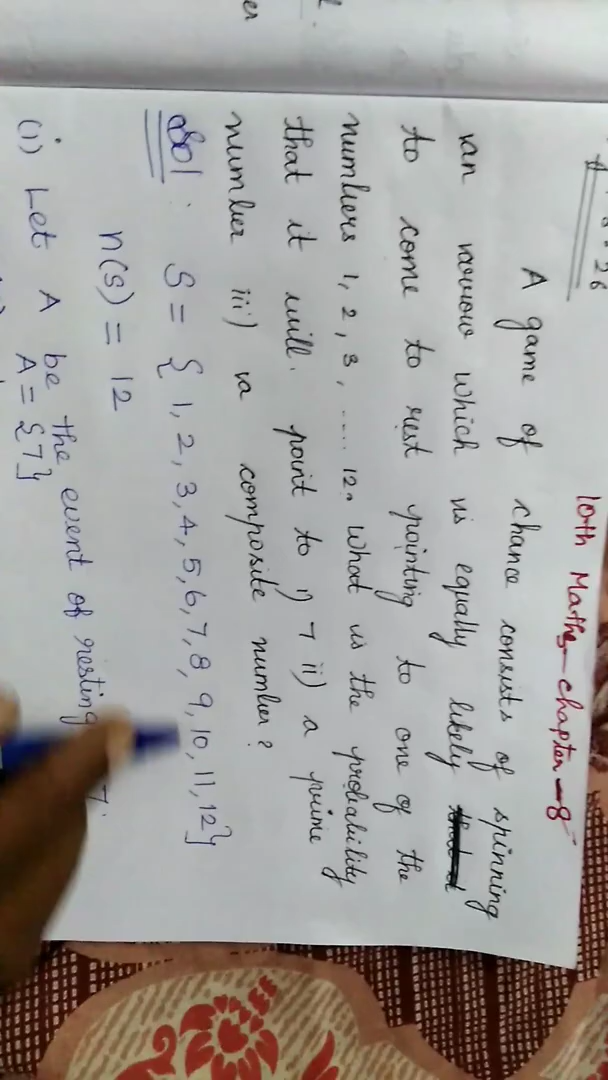 10th Maths - chapter - 8
A game of chance consists of spinning
an arrow which is equally likely
to come to rest pointing to one of the
numbers 1, 2, 3, ..... 12. What is the probability
that it will. point to i) 7 ii) a prime
number iii) a composite number?
Sol : S = { 1, 2, 3, 4, 5, 6, 7, 8, 9, 10, 11, 12}
n(S) = 12
(i) Let A be the event of resting 7.
A = {7}